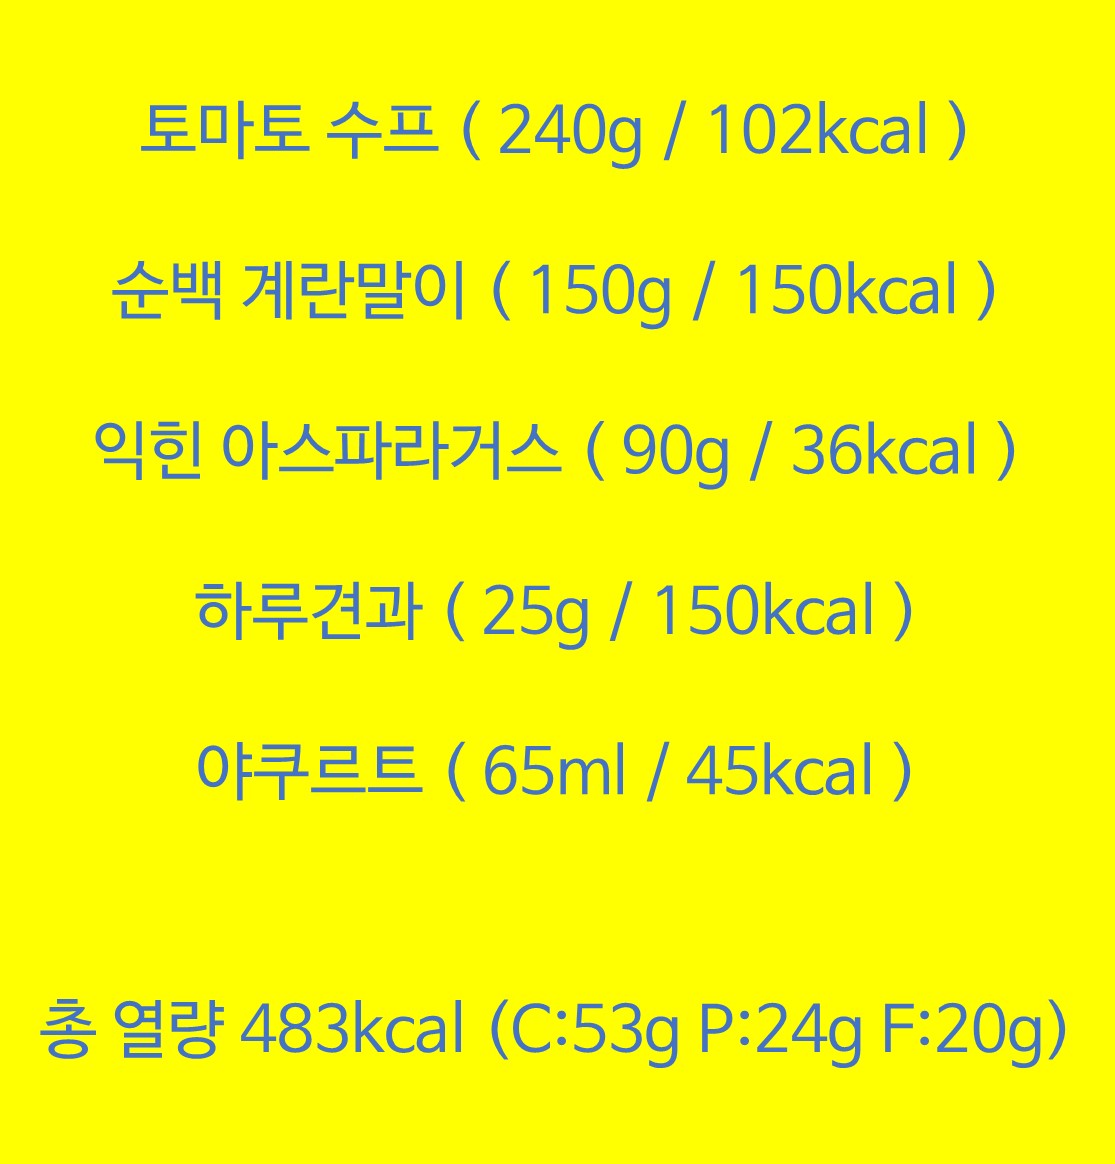 토마토 수프 ( 240g / 102kcal )
순백 계란말이 ( 150g / 150kcal )
익힌 아스파라거스 ( 90g / 36kcal )
하루견과 ( 25g / 150kcal )
야쿠르트 ( 65ml / 45kcal )
총 열량 483kcal (C:53g P:24g F:20g)